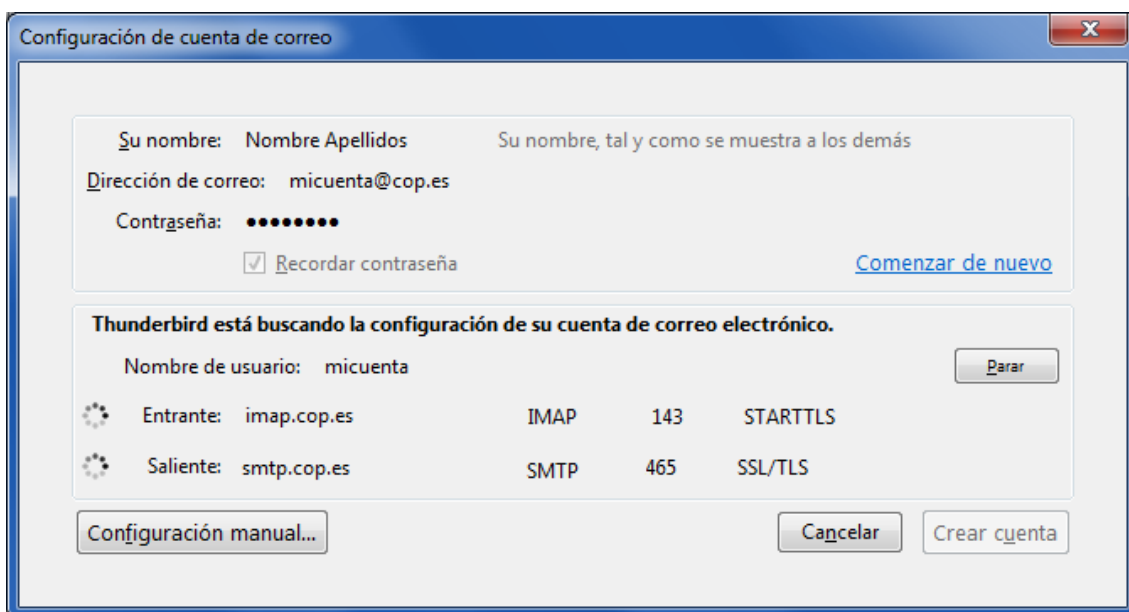 Configuración de cuenta de correo
Su nombre: Nombre Apellidos Su nombre, tal y como se muestra a los demás
Dirección de correo: micuenta@cop.es
Contraseña: ••••••••
Recordar contraseña Comenzar de nuevo
Thunderbird está buscando la configuración de su cuenta de correo electrónico.
Nombre de usuario: micuenta Parar
Entrante: imap.cop.es IMAP 143 STARTTLS
Saliente: smtp.cop.es SMTP 465 SSL/TLS
Configuración manual... Cancelar Crear cuenta